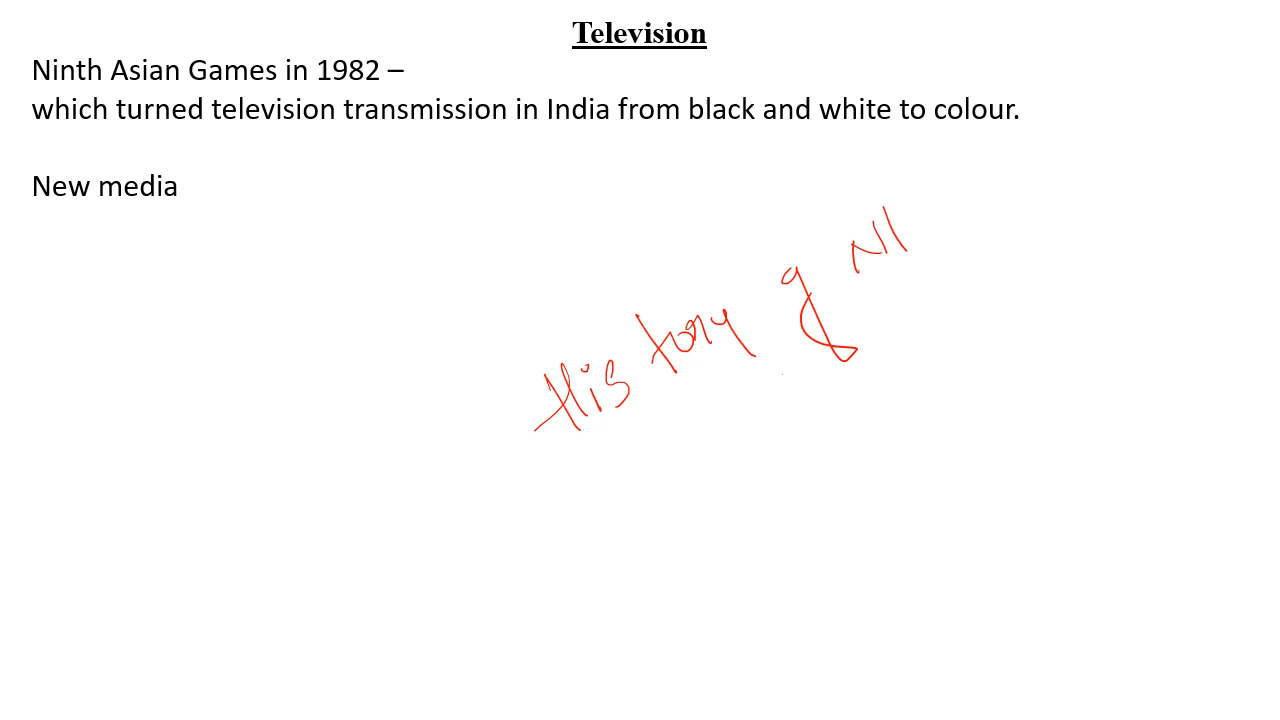 Television
Ninth Asian Games in 1982 –
which turned television transmission in India from black and white to colour.
New media
History of